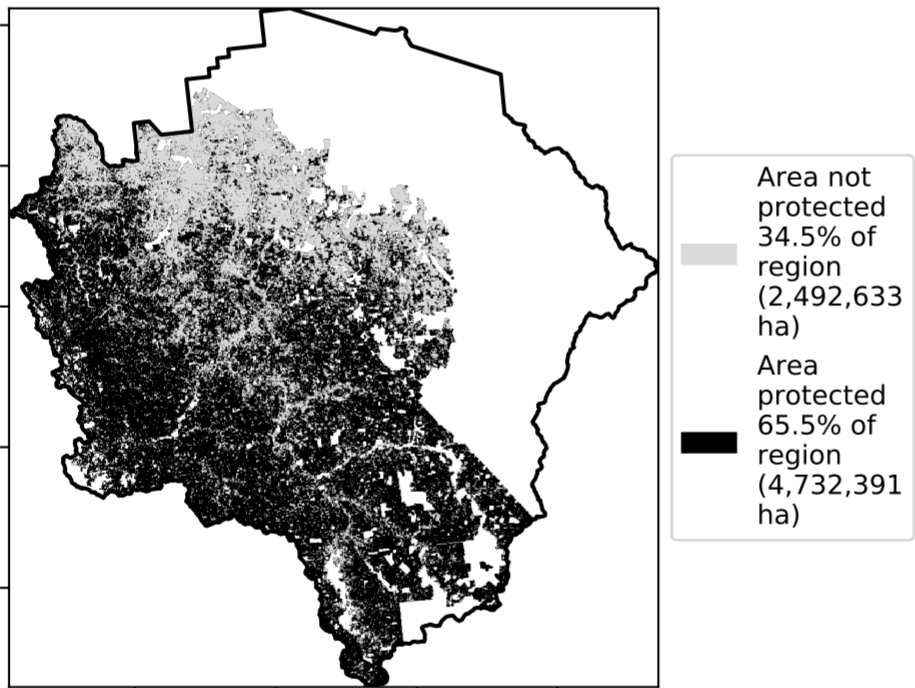 Area not
protected
34.5% of
region
(2,492,633
ha)
Area
protected
65.5% of
region
(4,732,391
ha)